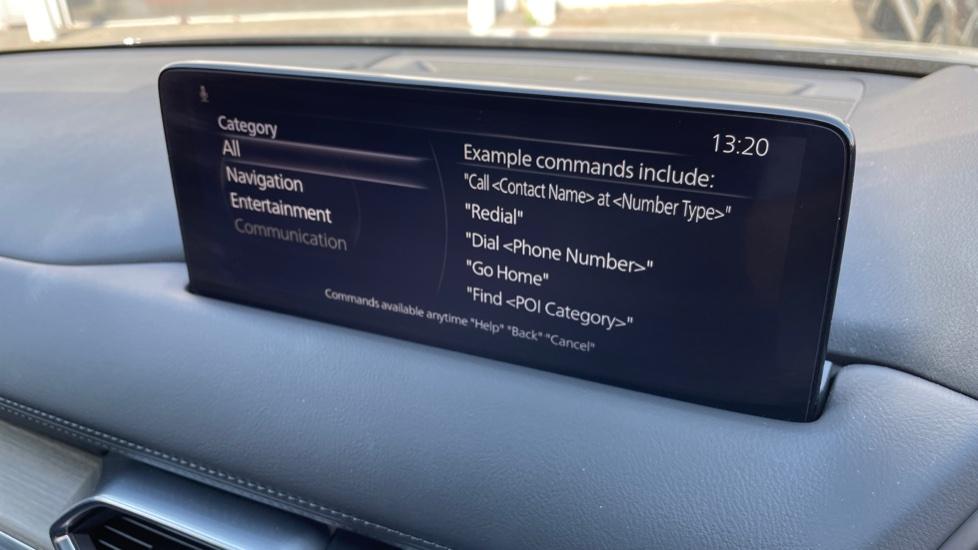 13:20
Category
All
Navigation
Entertainment
Communication
Example commands include:
"Call <Contact Name> at <Number Type>"
"Redial"
"Dial <Phone Number>"
"Go Home"
"Find <POI Category>"
Commands available anytime "Help" "Back" "Cancel"